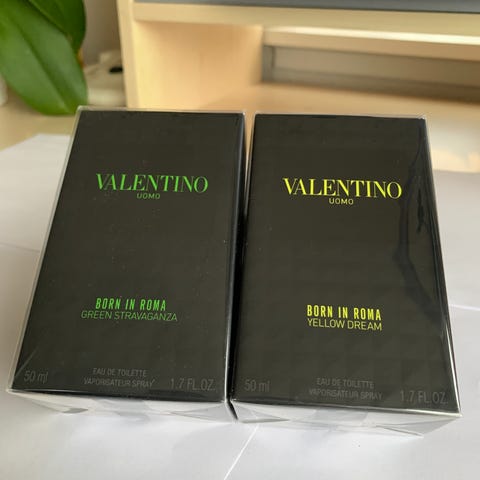 VALENTINO
UOMO
BORN IN ROMA
GREEN STRAVAGANZA
EAU DE TOILETTE
VAPORISATEUR SPRAY
50 ml
1.7 FL.OZ.
VALENTINO
UOMO
BORN IN ROMA
YELLOW DREAM
EAU DE TOILETTE
VAPORISATEUR SPRAY
50 ml
1.7 FL.OZ.